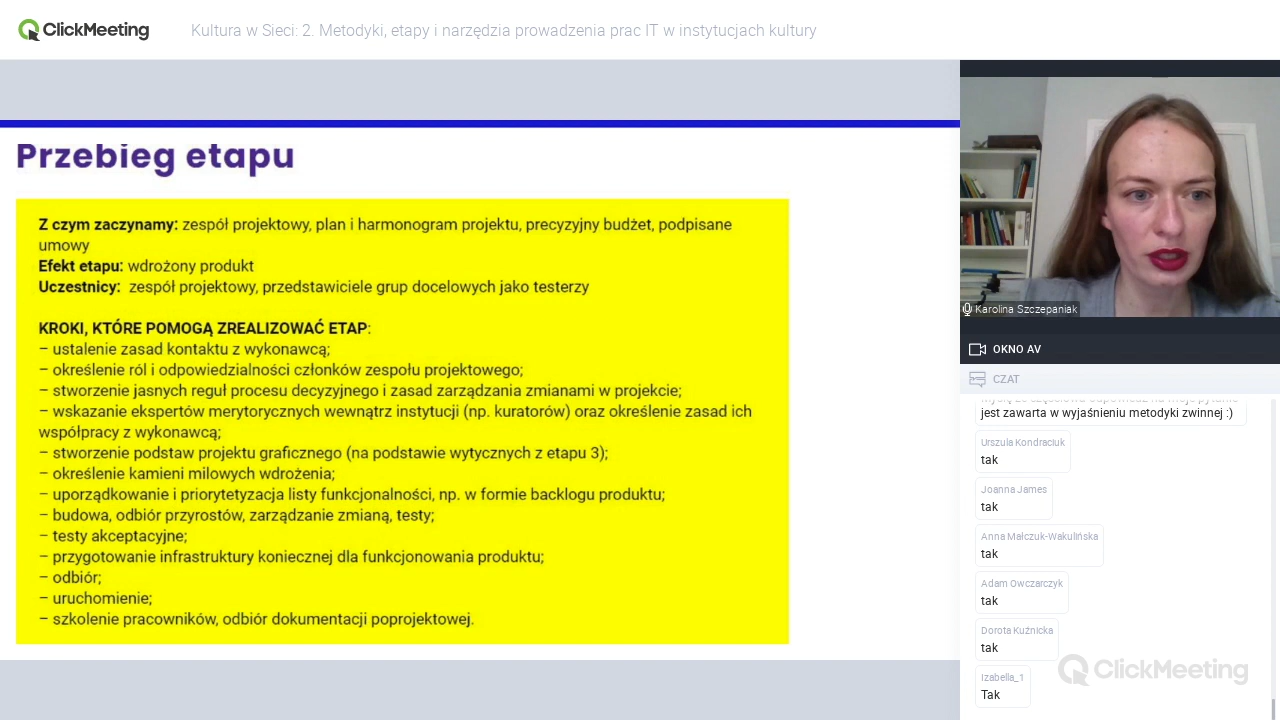 ClickMeeting
Kultura w Sieci: 2. Metodyki, etapy i narzędzia prowadzenia prac IT w instytucjach kultury
Przebieg etapu
Z czym zaczynamy: zespół projektowy, plan i harmonogram projektu, precyzyjny budżet, podpisane
umowy
Efekt etapu: wdrożony produkt
Uczestnicy: zespół projektowy, przedstawiciele grup docelowych jako testerzy
KROKI, KTÓRE POMOGĄ ZREALIZOWAĆ ETAP:
– ustalenie zasad kontaktu z wykonawcą;
– określenie ról i odpowiedzialności członków zespołu projektowego;
– stworzenie jasnych reguł procesu decyzyjnego i zasad zarządzania zmianami w projekcie;
– wskazanie ekspertów merytorycznych wewnątrz instytucji (np. kuratorów) oraz określenie zasad ich
współpracy z wykonawcą;
– stworzenie podstaw projektu graficznego (na podstawie wytycznych z etapu 3);
– określenie kamieni milowych wdrożenia;
– uporządkowanie i priorytetyzacja listy funkcjonalności, np. w formie backlogu produktu;
– budowa, odbiór przyrostów, zarządzanie zmianą, testy;
– testy akceptacyjne;
– przygotowanie infrastruktury koniecznej dla funkcjonowania produktu;
– odbiór;
– uruchomienie;
– szkolenie pracowników, odbiór dokumentacji poprojektowej.
Karolina Szczepaniak
OKNO AV
CZAT
jest zawarta w wyjaśnieniu metodyki zwinnej :)
Urszula Kondraciuk
tak
Joanna James
tak
Anna Małczuk-Wakulińska
tak
Adam Owczarczyk
tak
Dorota Kuźnicka
tak
Izabella_1
Tak
ClickMeeting